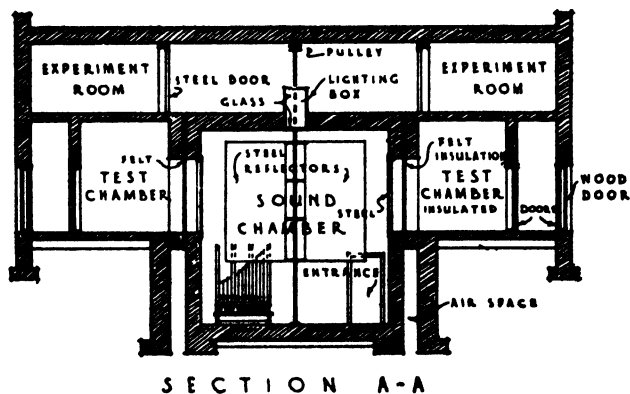 PULLEY
EXPERIMENT
ROOM
STEEL DOOR
GLASS
LIGHTING
BOX
EXPERIMENT
ROOM
FELT
TEST
CHAMBER
STEEL
REFLECTORS
SOUND
CHAMBER
STEEL
ENTRANCE
FELT
INSULATION
TEST
CHAMBER
INSULATED
DOORS
WOOD
DOOR
AIR SPACE
SECTION A-A